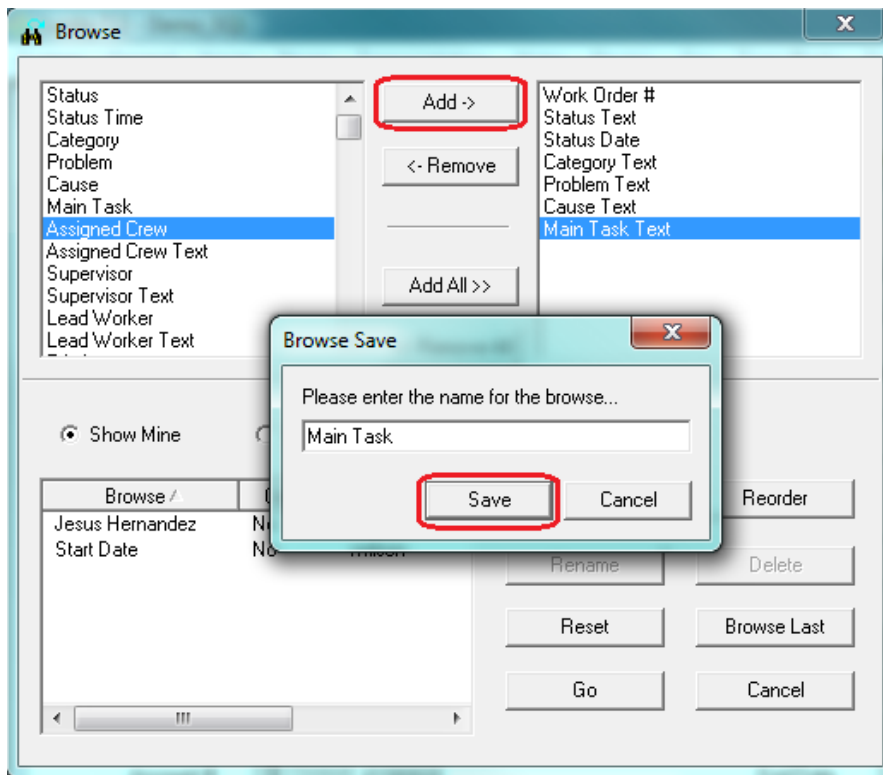 Browse
Status
Status Time
Category
Problem
Cause
Main Task
Assigned Crew
Assigned Crew Text
Supervisor
Supervisor Text
Lead Worker
Lead Worker Text
Add ->
<- Remove
Add All >>
Work Order #
Status Text
Status Date
Category Text
Problem Text
Cause Text
Main Task Text
Browse Save
Please enter the name for the browse...
Main Task
Save Cancel
Show Mine
Browse
Jesus Hernandez
Start Date No
Reorder
Rename Delete
Reset Browse Last
Go Cancel